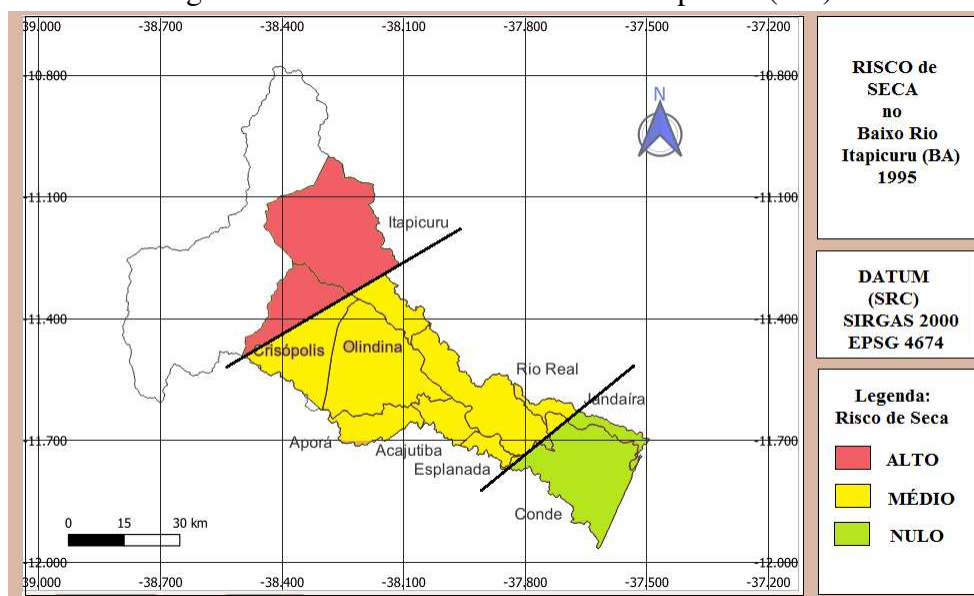 -39.000 -38.700 -38.400 -38.100 -37.800 -37.500 -37.200
-10.800 -10.800
N
-11.100 -11.100
Itapicuru
-11.400 -11.400
Crisópolis
Olindina
Rio Real
Jandaíra
-11.700 -11.700
Aporá
Acajutiba
Esplanada
Conde
0 15 30 km
-12.000 -12.000
-39.000 -38.700 -38.400 -38.100 -37.800 -37.500 -37.200
RISCO de
SECA
no
Baixo Rio
Itapicuru (BA)
1995
DATUM
(SRC)
SIRGAS 2000
EPSG 4674
Legenda:
Risco de Seca
ALTO
MÉDIO
NULO